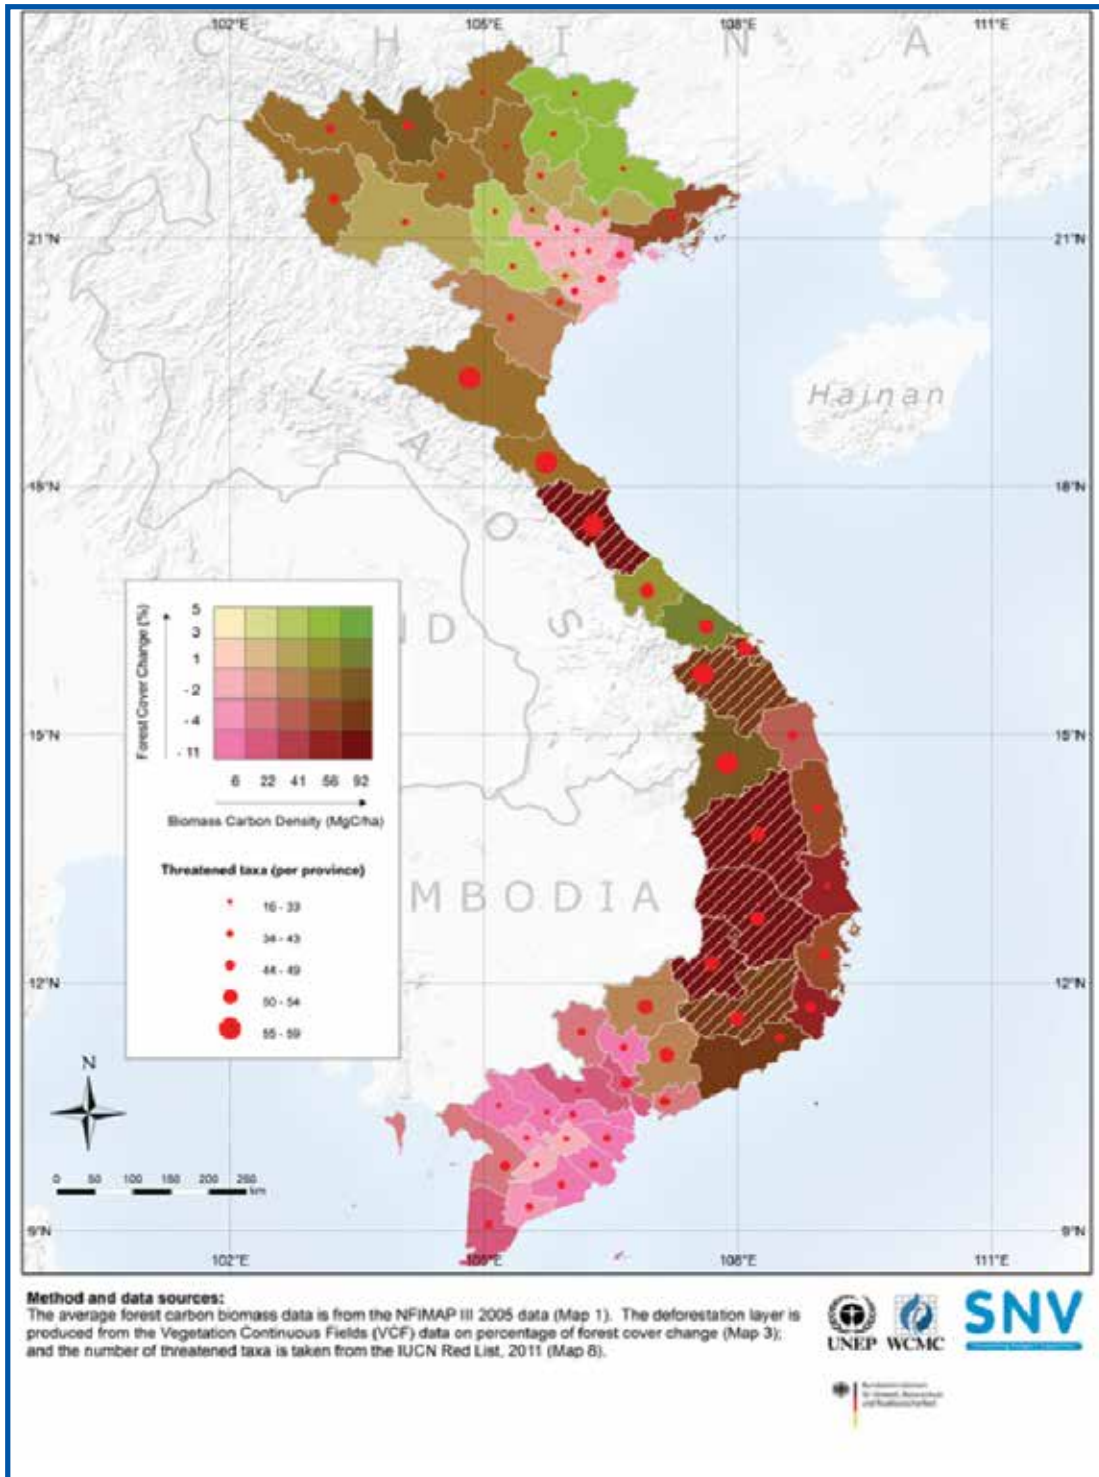 102°E 105°E 108°E 111°E
C H I N A
21°N 21°N
Hainan
L A O S
18°N 18°N
ND
15°N 15°N
Forest Cover Change (%)
5
3
1
- 2
- 4
- 11
6 22 41 56 92
Biomass Carbon Density (MgC/ha)
Threatened taxa (per province)
16 - 33
34 - 43
44 - 49
50 - 54
55 - 59
MBODIA
12°N 12°N
N
0 50 100 150 200 250
km
9°N 9°N
102°E 105°E 108°E 111°E
Method and data sources:
The average forest carbon biomass data is from the NFIMAP III 2005 data (Map 1). The deforestation layer is
produced from the Vegetation Continuous Fields (VCF) data on percentage of forest cover change (Map 3);
and the number of threatened taxa is taken from the IUCN Red List, 2011 (Map 8).
UNEP WCMC
SNV